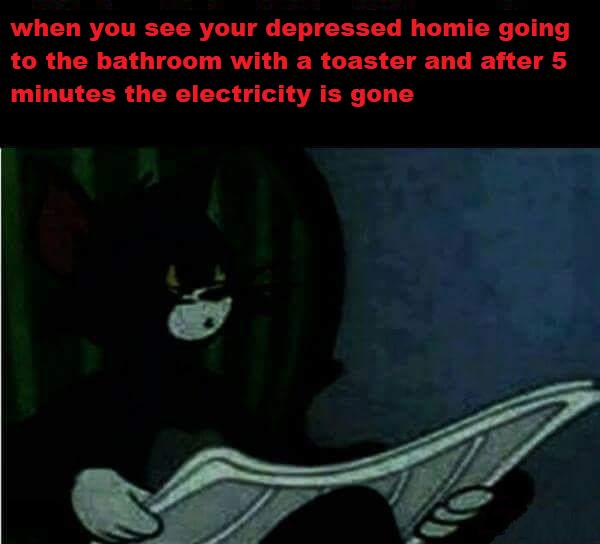 when you see your depressed homie going
to the bathroom with a toaster and after 5
minutes the electricity is gone